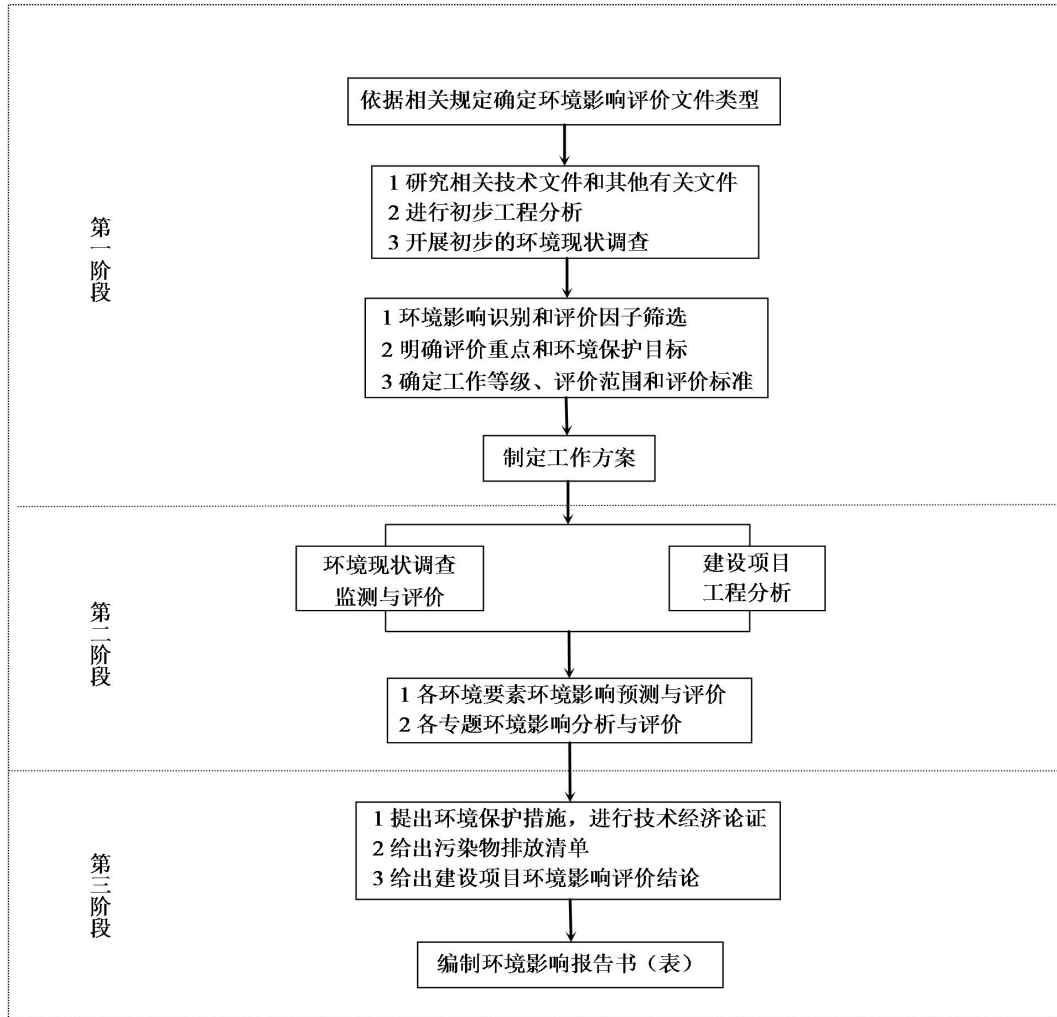 依据相关规定确定环境影响评价文件类型
1 研究相关技术文件和其他有关文件
2 进行初步工程分析
3 开展初步的环境现状调查
第一阶段
1 环境影响识别和评价因子筛选
2 明确评价重点和环境保护目标
3 确定工作等级、评价范围和评价标准
制定工作方案
环境现状调查
监测与评价
建设项目
工程分析
第二阶段
1 各环境要素环境影响预测与评价
2 各专题环境影响分析与评价
1 提出环境保护措施，进行技术经济论证
2 给出污染物排放清单
3 给出建设项目环境影响评价结论
第三阶段
编制环境影响报告书（表）